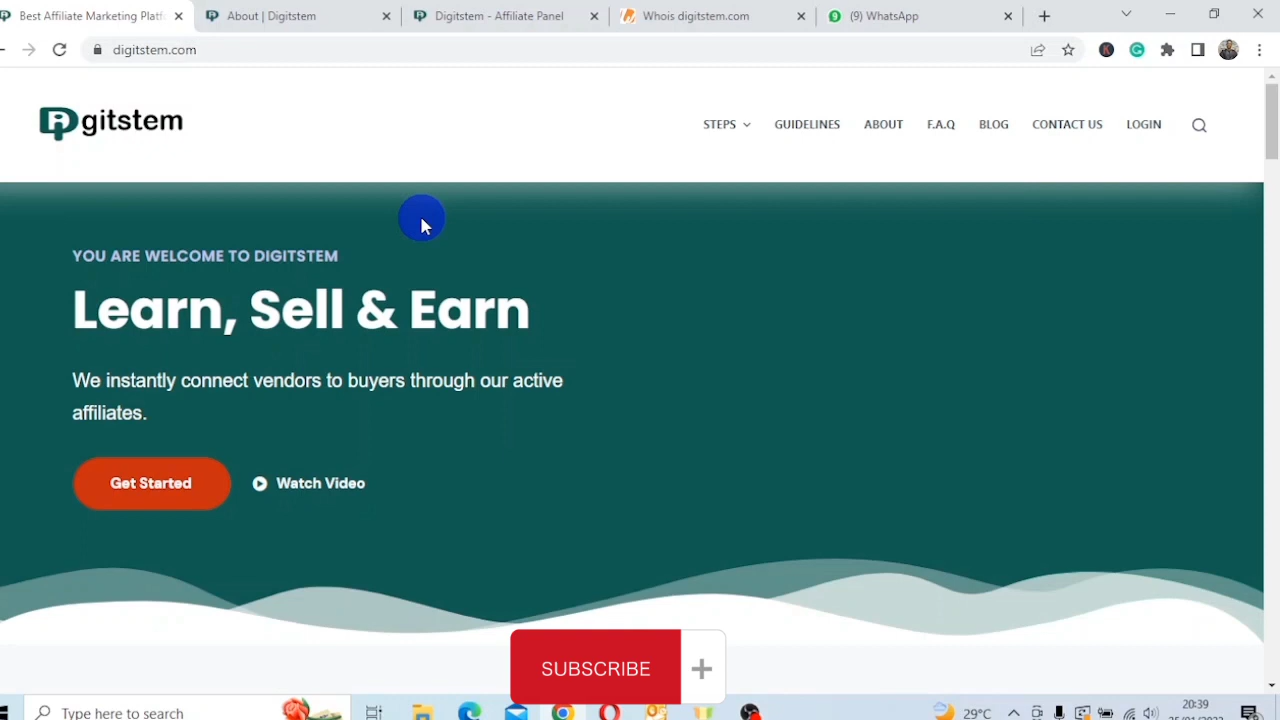 Best Affiliate Marketing Platf
About | Digitstem
Digitstem - Affiliate Panel
Whois digitstem.com
(9) WhatsApp
digitstem.com
Digitstem
STEPS
GUIDELINES
ABOUT
F.A.Q
BLOG
CONTACT US
LOGIN
YOU ARE WELCOME TO DIGITSTEM
Learn, Sell & Earn
We instantly connect vendors to buyers through our active
affiliates.
Get Started
Watch Video
SUBSCRIBE
Type here to search
29°C
20:39